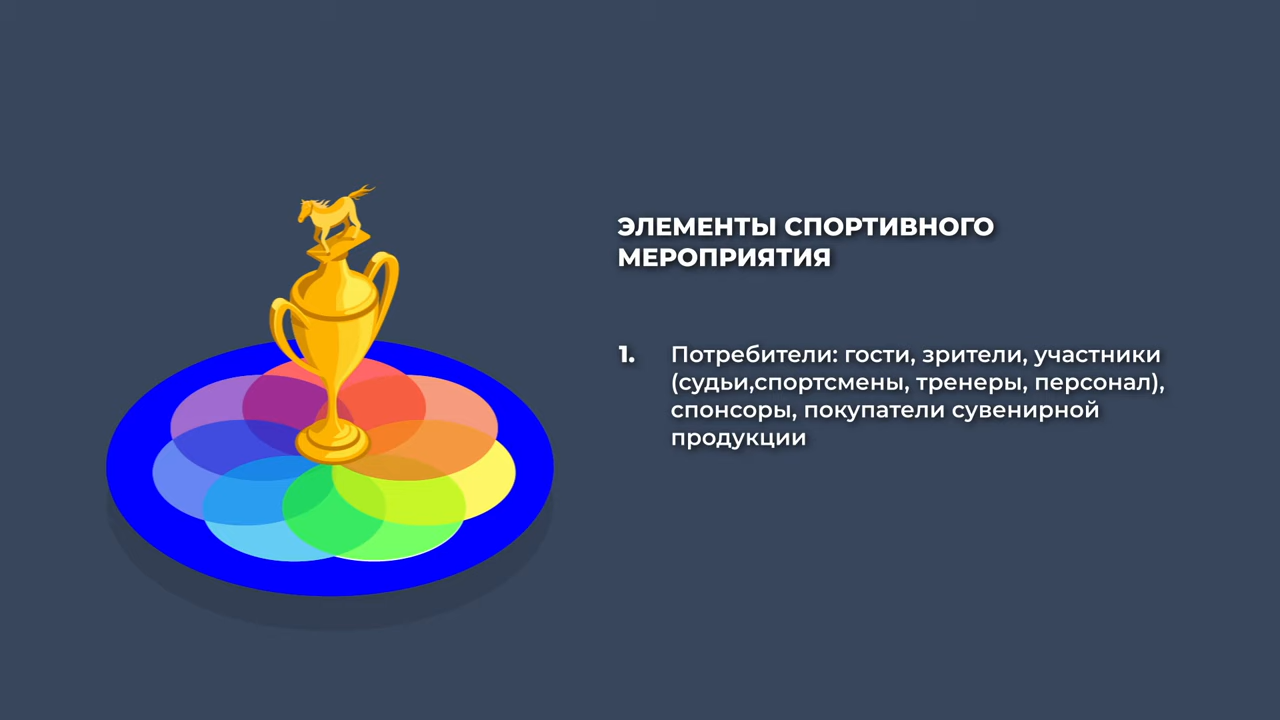 ЭЛЕМЕНТЫ СПОРТИВНОГО
МЕРОПРИЯТИЯ
1. Потребители: гости, зрители, участники
(судьи,спортсмены, тренеры, персонал),
спонсоры, покупатели сувенирной
продукции